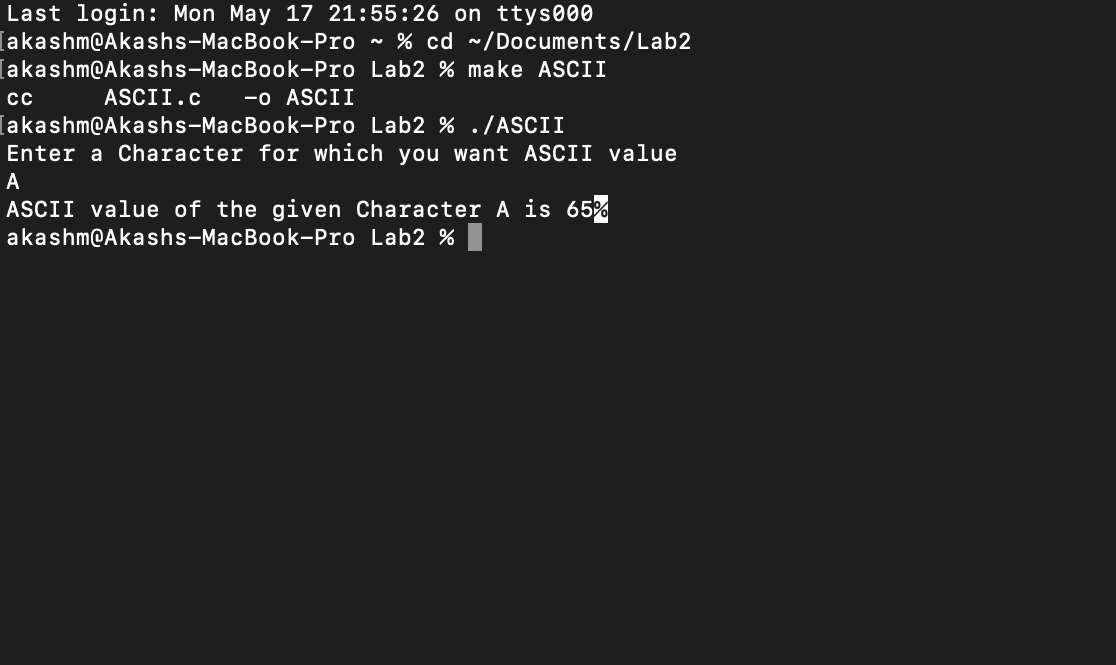 Last login: Mon May 17 21:55:26 on ttys000
[akashm@Akashs-MacBook-Pro ~ % cd ~/Documents/Lab2
[akashm@Akashs-MacBook-Pro Lab2 % make ASCII
cc     ASCII.c   -o ASCII
[akashm@Akashs-MacBook-Pro Lab2 % ./ASCII
Enter a Character for which you want ASCII value
A
ASCII value of the given Character A is 65%
akashm@Akashs-MacBook-Pro Lab2 %